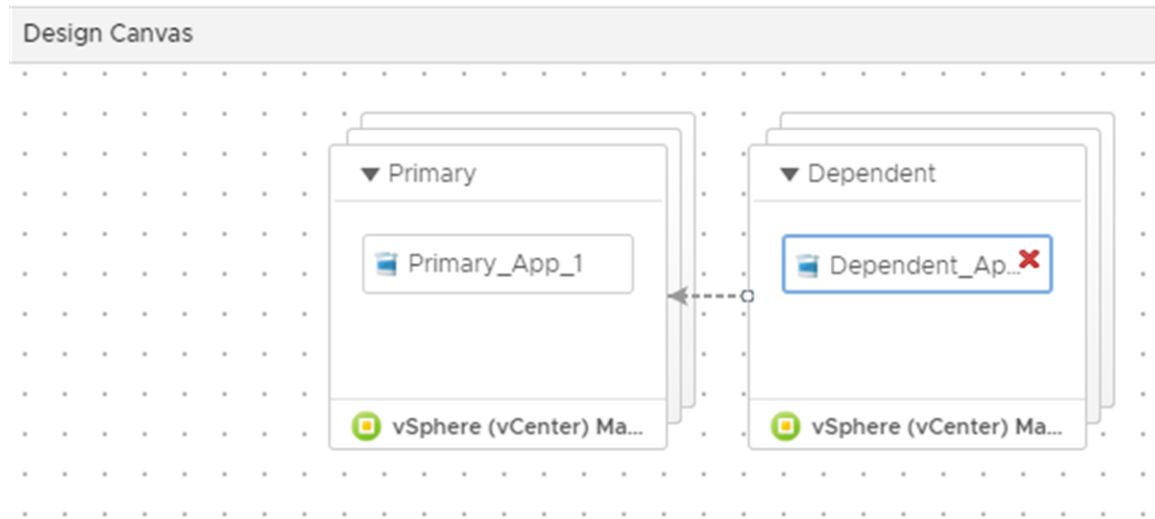 Design Canvas
Primary
Dependent
Primary_App_1
Dependent_Ap...
vSphere (vCenter) Ma...
vSphere (vCenter) Ma...